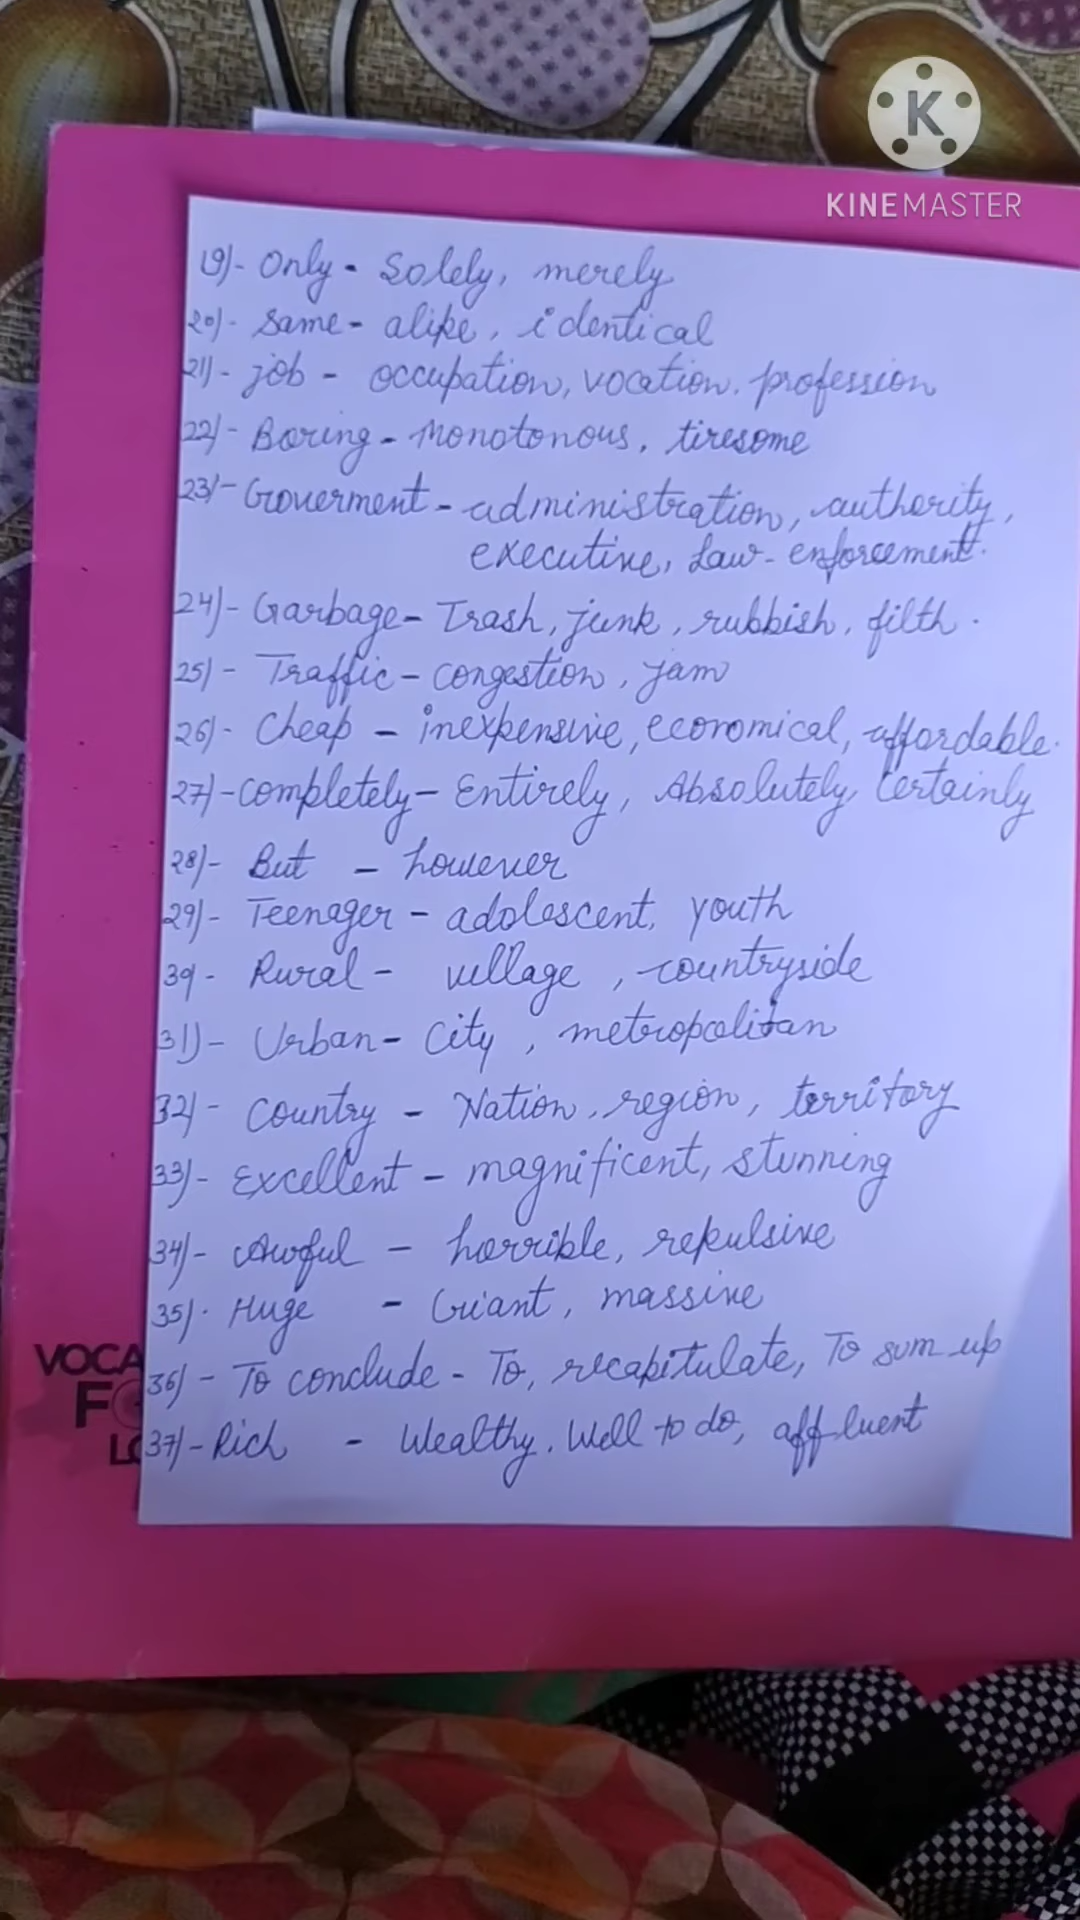 KINEMASTER
19)- Only - Solely, merely
20)- Same - alike, identical
21)- job - occupation, vocation, profession
22)- Boring - Monotonous, tiresome
23)- Goverment - administration, authority,
executive, Law-enforcement.
24)- Garbage - Trash, junk, rubbish, filth.
25)- Traffic - congestion, jam
26)- Cheap - inexpensive, economical, affordable.
27)- completely - Entirely, Absolutely, Certainly
28)- But - however
29)- Teenager - adolescent, youth
30)- Rural - village, countryside
31)- Urban - City, metropolitan
32)- Country - Nation, region, territory
33)- Excellent - magnificent, stunning
34)- Awful - horrible, repulsive
35)- Huge - Giant, massive
36)- To conclude - To, recapitulate, To sum up
37)- Rich - Wealthy, Well to do, affluent
VOCA
FO
LO